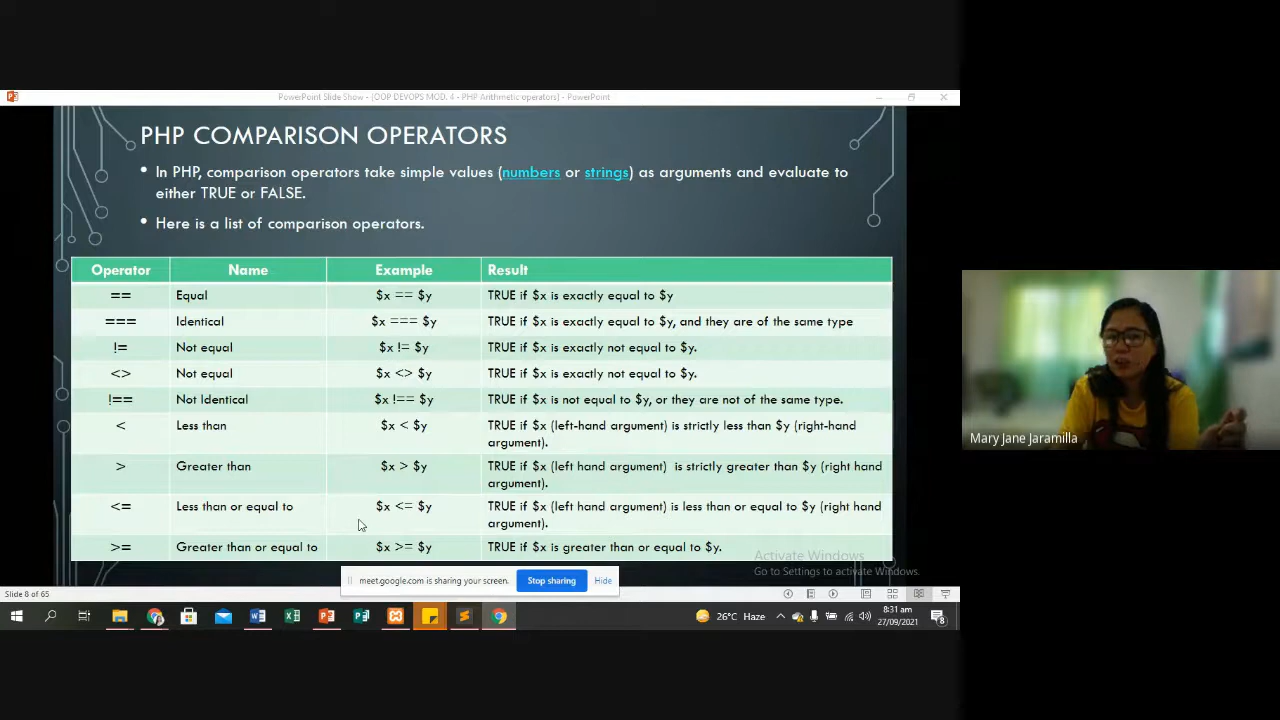 PowerPoint Slide Show - [OOP DEVOPS MOD. 4 - PHP Arithmetic operators] - PowerPoint
PHP COMPARISON OPERATORS
• In PHP, comparison operators take simple values (numbers or strings) as arguments and evaluate to
either TRUE or FALSE.
• Here is a list of comparison operators.
Operator Name Example Result
== Equal $x == $y TRUE if $x is exactly equal to $y
=== Identical $x === $y TRUE if $x is exactly equal to $y, and they are of the same type
!= Not equal $x != $y TRUE if $x is exactly not equal to $y.
<> Not equal $x <> $y TRUE if $x is exactly not equal to $y.
!== Not Identical $x !== $y TRUE if $x is not equal to $y, or they are not of the same type.
< Less than $x < $y TRUE if $x (left-hand argument) is strictly less than $y (right-hand
argument).
> Greater than $x > $y TRUE if $x (left hand argument) is strictly greater than $y (right hand
argument).
<= Less than or equal to $x <= $y TRUE if $x (left hand argument) is less than or equal to $y (right hand
argument).
>= Greater than or equal to $x >= $y TRUE if $x is greater than or equal to $y.
Activate Windows
Go to Settings to activate Windows.
meet.google.com is sharing your screen. Stop sharing Hide
Slide 8 of 65
26°C Haze
8:31 am
27/09/2021
8
Mary Jane Jaramilla